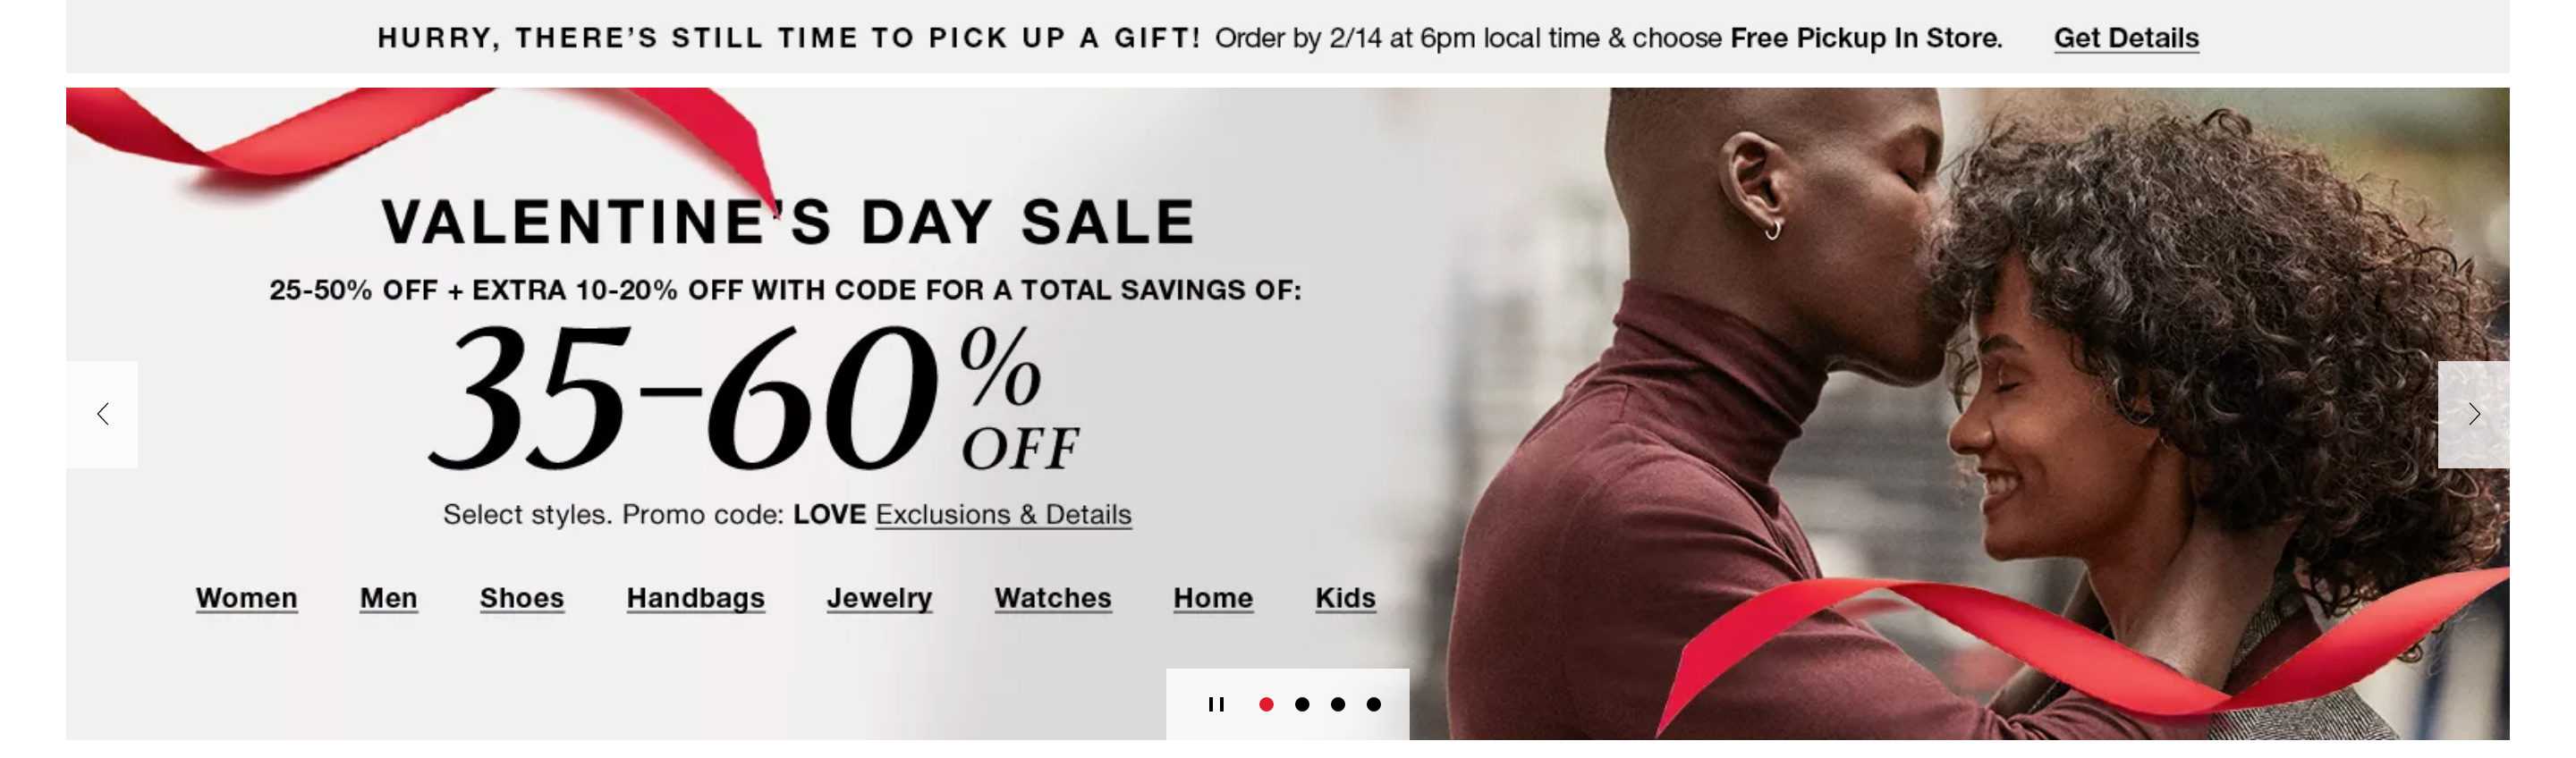 HURRY, THERE’S STILL TIME TO PICK UP A GIFT! Order by 2/14 at 6pm local time & choose Free Pickup In Store. Get Details
VALENTINE'S DAY SALE
25-50% OFF + EXTRA 10-20% OFF WITH CODE FOR A TOTAL SAVINGS OF:
35–60% OFF
Select styles. Promo code: LOVE Exclusions & Details
Women Men Shoes Handbags Jewelry Watches Home Kids